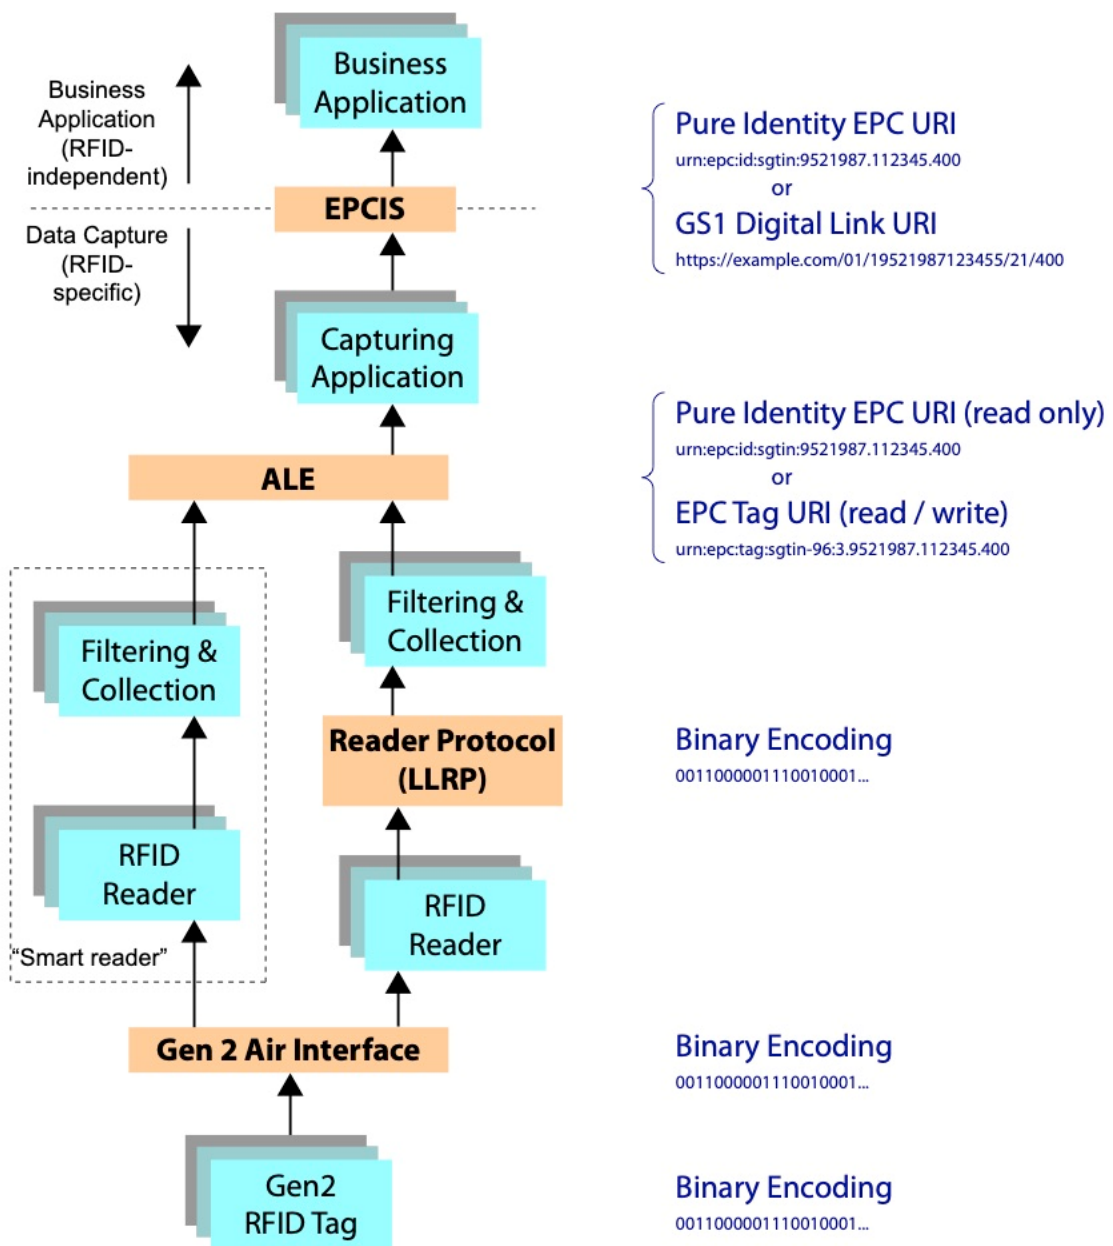 Business
Application
Business
Application
(RFID-
independent)
Pure Identity EPC URI
urn:epc:id:sgtin:9521987.112345.400
or
GS1 Digital Link URI
https://example.com/01/19521987123455/21/400
EPCIS
Data Capture
(RFID-
specific)
Capturing
Application
Pure Identity EPC URI (read only)
urn:epc:id:sgtin:9521987.112345.400
or
EPC Tag URI (read / write)
urn:epc:tag:sgtin-96:3.9521987.112345.400
ALE
Filtering &
Collection
Filtering &
Collection
Reader Protocol
(LLRP)
Binary Encoding
0011000001110010001...
RFID
Reader
RFID
Reader
"Smart reader"
Gen 2 Air Interface
Binary Encoding
0011000001110010001...
Gen2
RFID Tag
Binary Encoding
0011000001110010001...